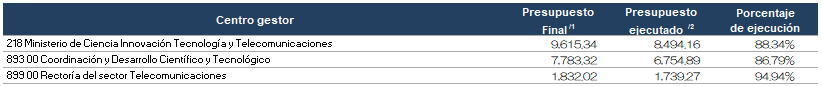 Centro gestor Presupuesto Final /1 Presupuesto ejecutado /2 Porcentaje de ejecución
218 Ministerio de Ciencia Innovación Tecnología y Telecomunicaciones 9.615,34 8.494,16 88,34%
893 00 Coordinación y Desarrollo Científico y Tecnológico 7.783,32 6.754,89 86,79%
899 00 Rectoría del sector Telecomunicaciones 1.832,02 1.739,27 94,94%